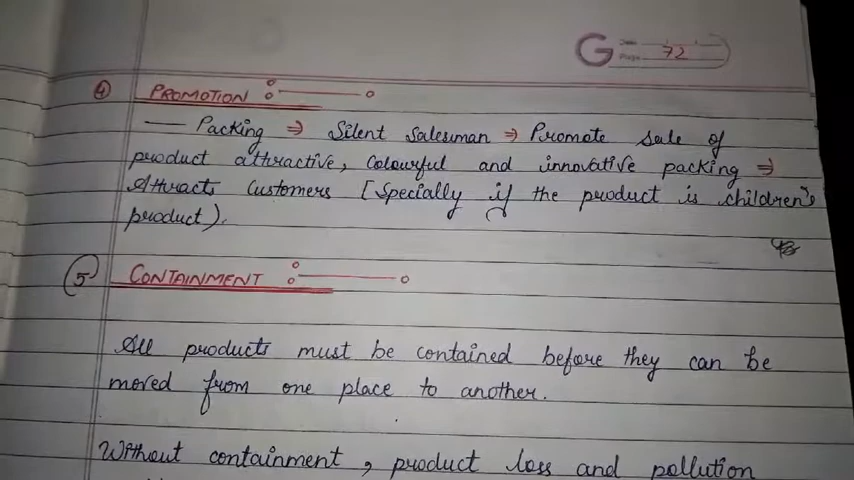 G Date Page 72
④ PROMOTION :—o
— Packing ⇒ Silent Salesman ⇒ Promote sale of
product attractive, colourful and innovative packing ⇒
Attracts Customers [Specially if the product is children's
product).
⑤ CONTAINMENT :—o
All products must be contained before they can be
moved from one place to another.
Without containment, product loss and pollution